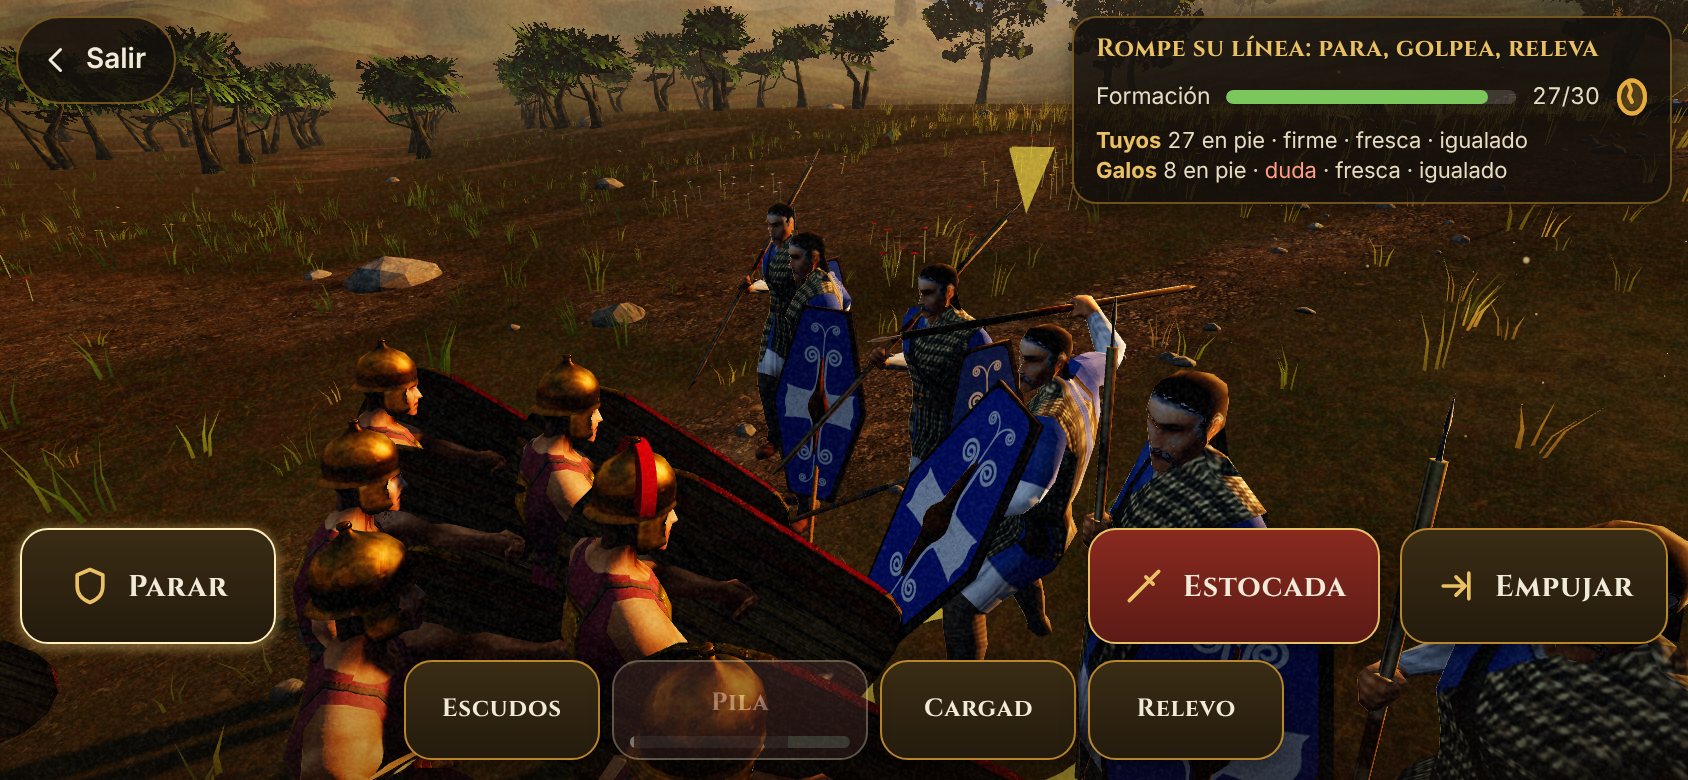 Salir
ROMPE SU LÍNEA: PARA, GOLPEA, RELEVA
Formación 27/30
Tuyos 27 en pie · firme · fresca · igualado
Galos 8 en pie · duda · fresca · igualado
PARAR
ESTOCADA
EMPUJAR
ESCUDOS
PILA
CARGAD
RELEVO